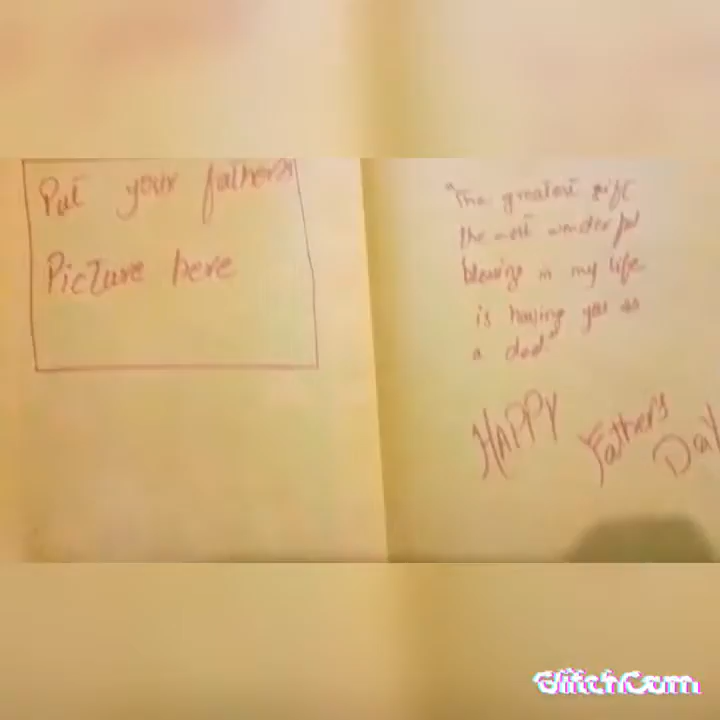 Put your fathers
Picture here
"The greatest gift
the most wonderful
blessing in my life
is having you as
a dad"
HAPPY Fathers Day
GlitchCam